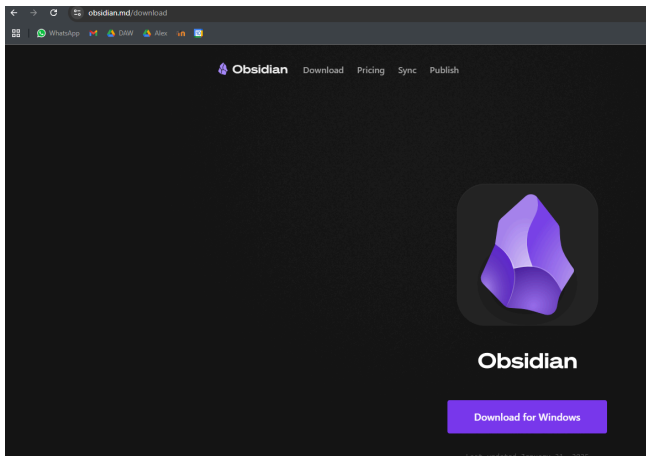 obsidian.md/download
WhatsApp DAW Alex
Obsidian Download Pricing Sync Publish
Obsidian
Download for Windows